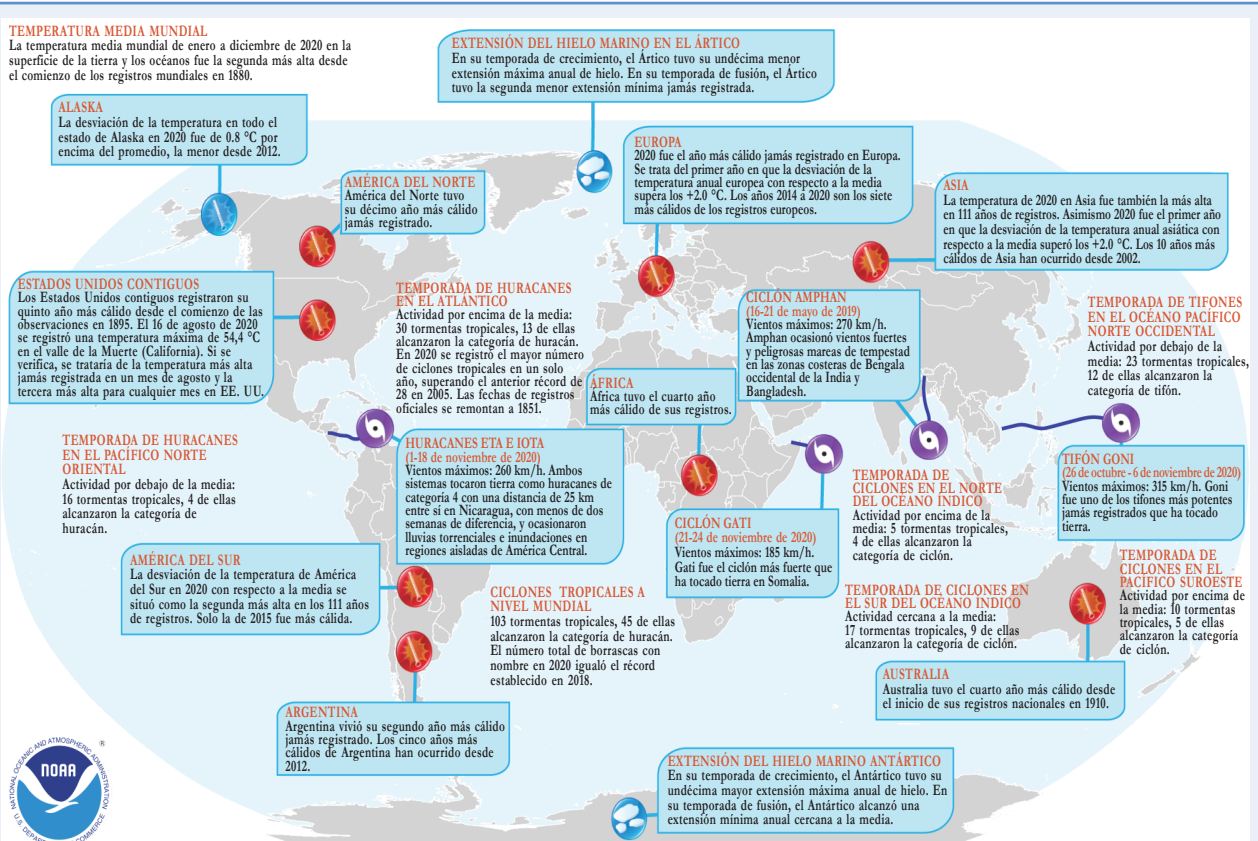 TEMPERATURA MEDIA MUNDIAL
La temperatura media mundial de enero a diciembre de 2020 en la
superficie de la tierra y los océanos fue la segunda más alta desde
el comienzo de los registros mundiales en 1880.
EXTENSIÓN DEL HIELO MARINO EN EL ÁRTICO
En su temporada de crecimiento, el Ártico tuvo su undécima menor
extensión máxima anual de hielo. En su temporada de fusión, el Ártico
tuvo la segunda menor extensión mínima jamás registrada.
ALASKA
La desviación de la temperatura en todo el
estado de Alaska en 2020 fue de 0.8 °C por
encima del promedio, la menor desde 2012.
AMÉRICA DEL NORTE
América del Norte tuvo
su décimo año más cálido
jamás registrado.
EUROPA
2020 fue el año más cálido jamás registrado en Europa.
Se trata del primer año en que la desviación de la
temperatura anual europea con respecto a la media
supera los +2.0 °C. Los años 2014 a 2020 son los siete
más cálidos de los registros europeos.
ASIA
La temperatura de 2020 en Asia fue también la más alta
en 111 años de registros. Asimismo 2020 fue el primer año
en que la desviación de la temperatura anual asiática con
respecto a la media superó los +2.0 °C. Los 10 años más
cálidos de Asia han ocurrido desde 2002.
ESTADOS UNIDOS CONTIGUOS
Los Estados Unidos contiguos registraron su
quinto año más cálido desde el comienzo de las
observaciones en 1895. El 16 de agosto de 2020
se registró una temperatura máxima de 54,4 °C
en el valle de la Muerte (California). Si se
verifica, se trataría de la temperatura más alta
jamás registrada en un mes de agosto y la
tercera más alta para cualquier mes en EE. UU.
TEMPORADA DE HURACANES
EN EL ATLÁNTICO
Actividad por encima de la media:
30 tormentas tropicales, 13 de ellas
alcanzaron la categoría de huracán.
En 2020 se registró el mayor número
de ciclones tropicales en un solo
año, superando el anterior récord de
28 en 2005. Las fechas de registros
oficiales se remontan a 1851.
CICLÓN AMPHAN
(16-21 de mayo de 2019)
Vientos máximos: 270 km/h.
Amphan ocasionó vientos fuertes
y peligrosas mareas de tempestad
en las zonas costeras de Bengala
occidental de la India y
Bangladesh.
TEMPORADA DE TIFONES
EN EL OCÉANO PACÍFICO
NORTE OCCIDENTAL
Actividad por debajo de la
media: 23 tormentas tropicales,
12 de ellas alcanzaron la
categoría de tifón.
ÁFRICA
África tuvo el cuarto año
más cálido de sus registros.
TEMPORADA DE HURACANES
EN EL PACÍFICO NORTE
ORIENTAL
Actividad por debajo de la media:
16 tormentas tropicales, 4 de ellas
alcanzaron la categoría de
huracán.
HURACANES ETA E IOTA
(1-18 de noviembre de 2020)
Vientos máximos: 260 km/h. Ambos
sistemas tocaron tierra como huracanes de
categoría 4 con una distancia de 25 km
entre sí en Nicaragua, con menos de dos
semanas de diferencia, y ocasionaron
lluvias torrenciales e inundaciones en
regiones aisladas de América Central.
TIFÓN GONI
(26 de octubre - 6 de noviembre de 2020)
Vientos máximos: 315 km/h. Goni
fue uno de los tifones más potentes
jamás registrados que ha tocado
tierra.
TEMPORADA DE
CICLONES EN EL NORTE
DEL OCÉANO ÍNDICO
Actividad por encima de la
media: 5 tormentas tropicales,
4 de ellas alcanzaron la
categoría de ciclón.
CICLÓN GATI
(21-24 de noviembre de 2020)
Vientos máximos: 185 km/h.
Gati fue el ciclón más fuerte que
ha tocado tierra en Somalia.
AMÉRICA DEL SUR
La desviación de la temperatura de América
del Sur en 2020 con respecto a la media se
situó como la segunda más alta en los 111 años
de registros. Solo la de 2015 fue más cálida.
CICLONES TROPICALES A
NIVEL MUNDIAL
103 tormentas tropicales, 45 de ellas
alcanzaron la categoría de huracán.
El número total de borrascas con
nombre en 2020 igualó el récord
establecido en 2018.
TEMPORADA DE CICLONES EN
EL SUR DEL OCÉANO ÍNDICO
Actividad cercana a la media:
17 tormentas tropicales, 9 de ellas
alcanzaron la categoría de ciclón.
TEMPORADA DE
CICLONES EN EL
PACÍFICO SUROESTE
Actividad por encima de
la media: 10 tormentas
tropicales, 5 de ellas
alcanzaron la categoría
de ciclón.
AUSTRALIA
Australia tuvo el cuarto año más cálido desde
el inicio de sus registros nacionales en 1910.
ARGENTINA
Argentina vivió su segundo año más cálido
jamás registrado. Los cinco años más
cálidos de Argentina han ocurrido desde
2012.
EXTENSIÓN DEL HIELO MARINO ANTÁRTICO
En su temporada de crecimiento, el Antártico tuvo su
undécima mayor extensión máxima anual de hielo. En
su temporada de fusión, el Antártico alcanzó una
extensión mínima anual cercana a la media.
NATIONAL OCEANIC AND ATMOSPHERIC ADMINISTRATION
®
NOAA